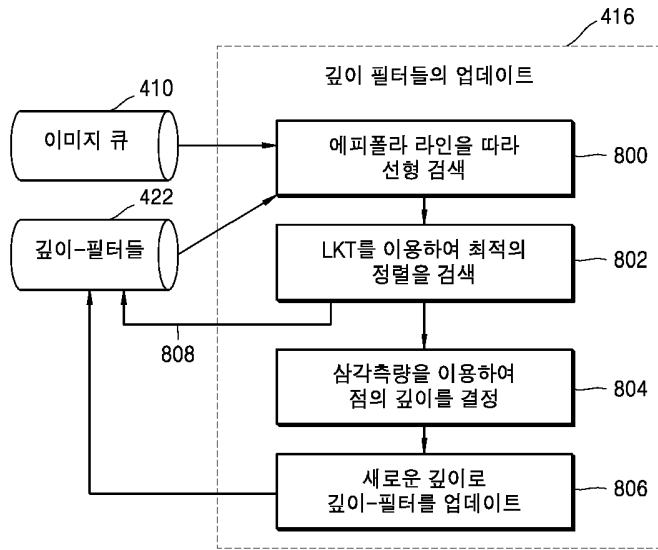 416
깊이 필터들의 업데이트
410
이미지 큐
에피폴라 라인을 따라
선형 검색
800
422
깊이-필터들
LKT를 이용하여 최적의
정렬을 검색
802
808
삼각측량을 이용하여
점의 깊이를 결정
804
새로운 깊이로
깊이-필터를 업데이트
806